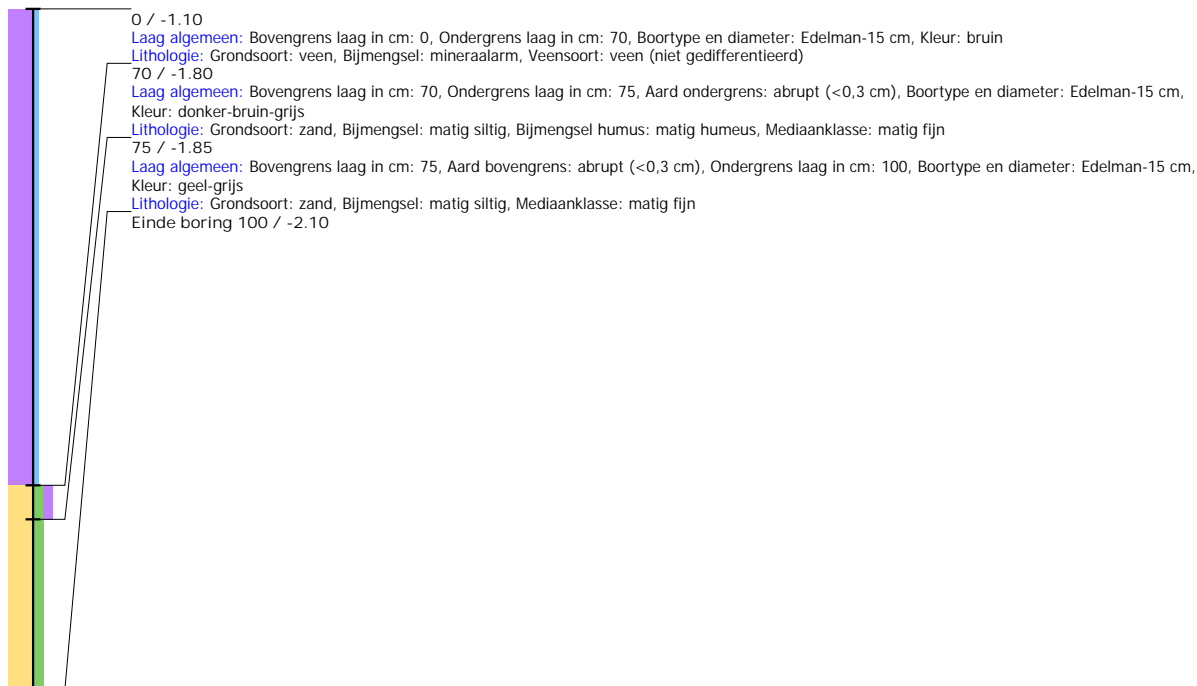 0 / -1.10
Laag algemeen: Bovengrens laag in cm: 0, Ondergrens laag in cm: 70, Boortype en diameter: Edelman-15 cm, Kleur: bruin
Lithologie: Grondsoort: veen, Bijmengsel: mineraalarm, Veensoort: veen (niet gedifferentieerd)
70 / -1.80
Laag algemeen: Bovengrens laag in cm: 70, Ondergrens laag in cm: 75, Aard ondergrens: abrupt (<0,3 cm), Boortype en diameter: Edelman-15 cm,
Kleur: donker-bruin-grijs
Lithologie: Grondsoort: zand, Bijmengsel: matig siltig, Bijmengsel humus: matig humeus, Mediaanklasse: matig fijn
75 / -1.85
Laag algemeen: Bovengrens laag in cm: 75, Aard bovengrens: abrupt (<0,3 cm), Ondergrens laag in cm: 100, Boortype en diameter: Edelman-15 cm,
Kleur: geel-grijs
Lithologie: Grondsoort: zand, Bijmengsel: matig siltig, Mediaanklasse: matig fijn
Einde boring 100 / -2.10